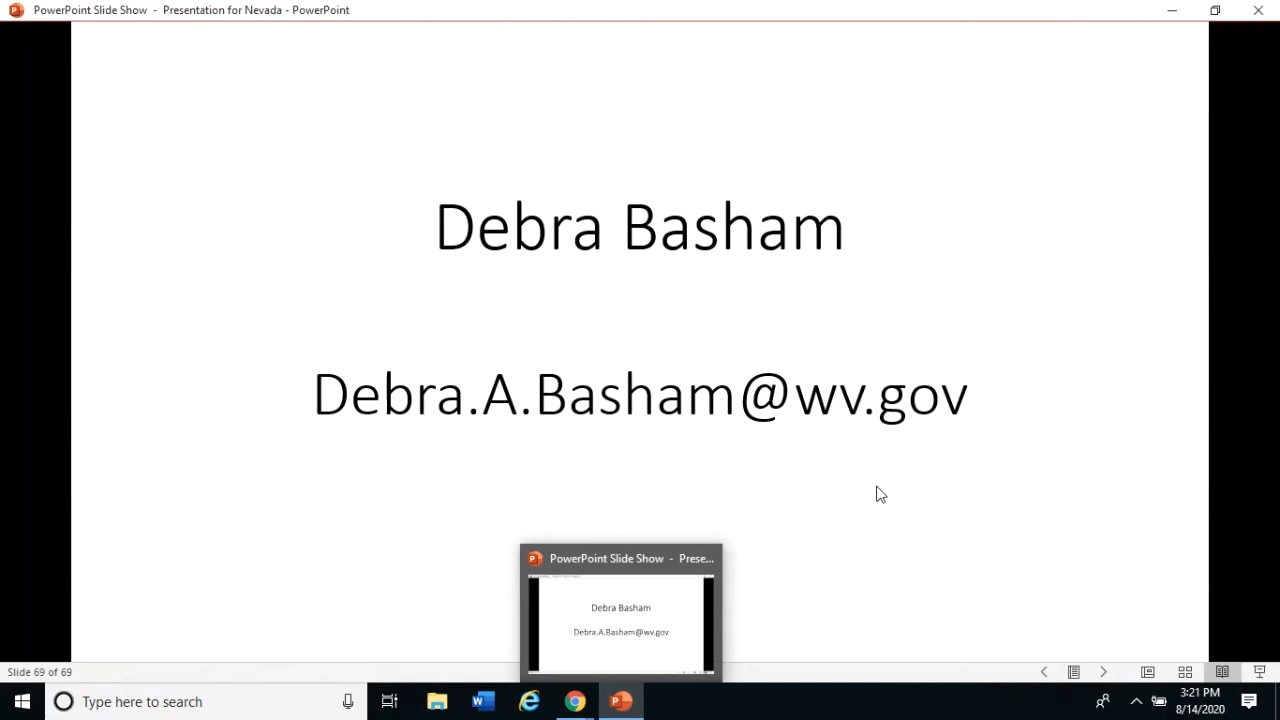 PowerPoint Slide Show - Presentation for Nevada - PowerPoint
Debra Basham
Debra.A.Basham@wv.gov
PowerPoint Slide Show - Prese...
Debra Basham
Debra.A.Basham@wv.gov
Slide 69 of 69
Type here to search
3:21 PM
8/14/2020